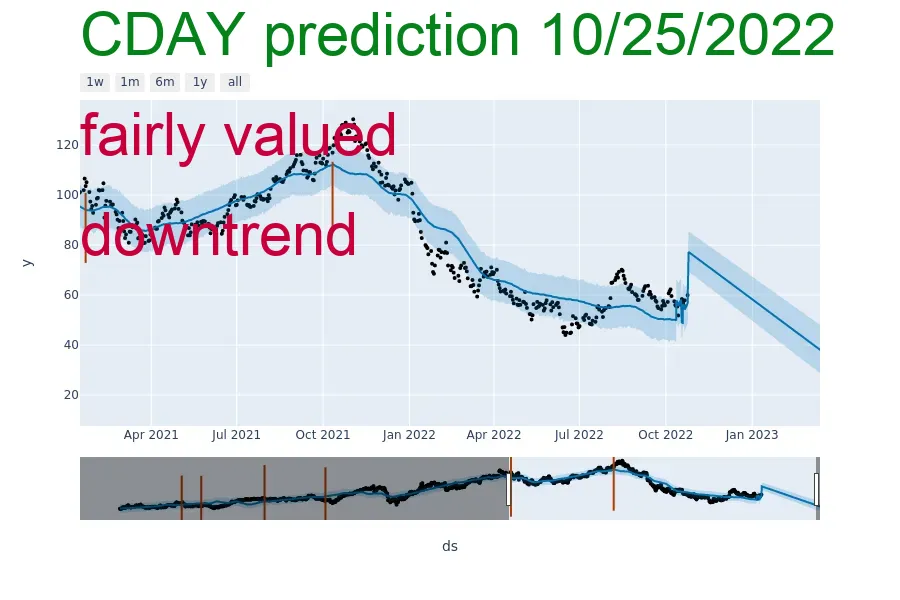 CDAY prediction 10/25/2022
1w 1m 6m 1y all
fairly valued
downtrend
120
100
80
60
40
20
y
Apr 2021 Jul 2021 Oct 2021 Jan 2022 Apr 2022 Jul 2022 Oct 2022 Jan 2023
ds